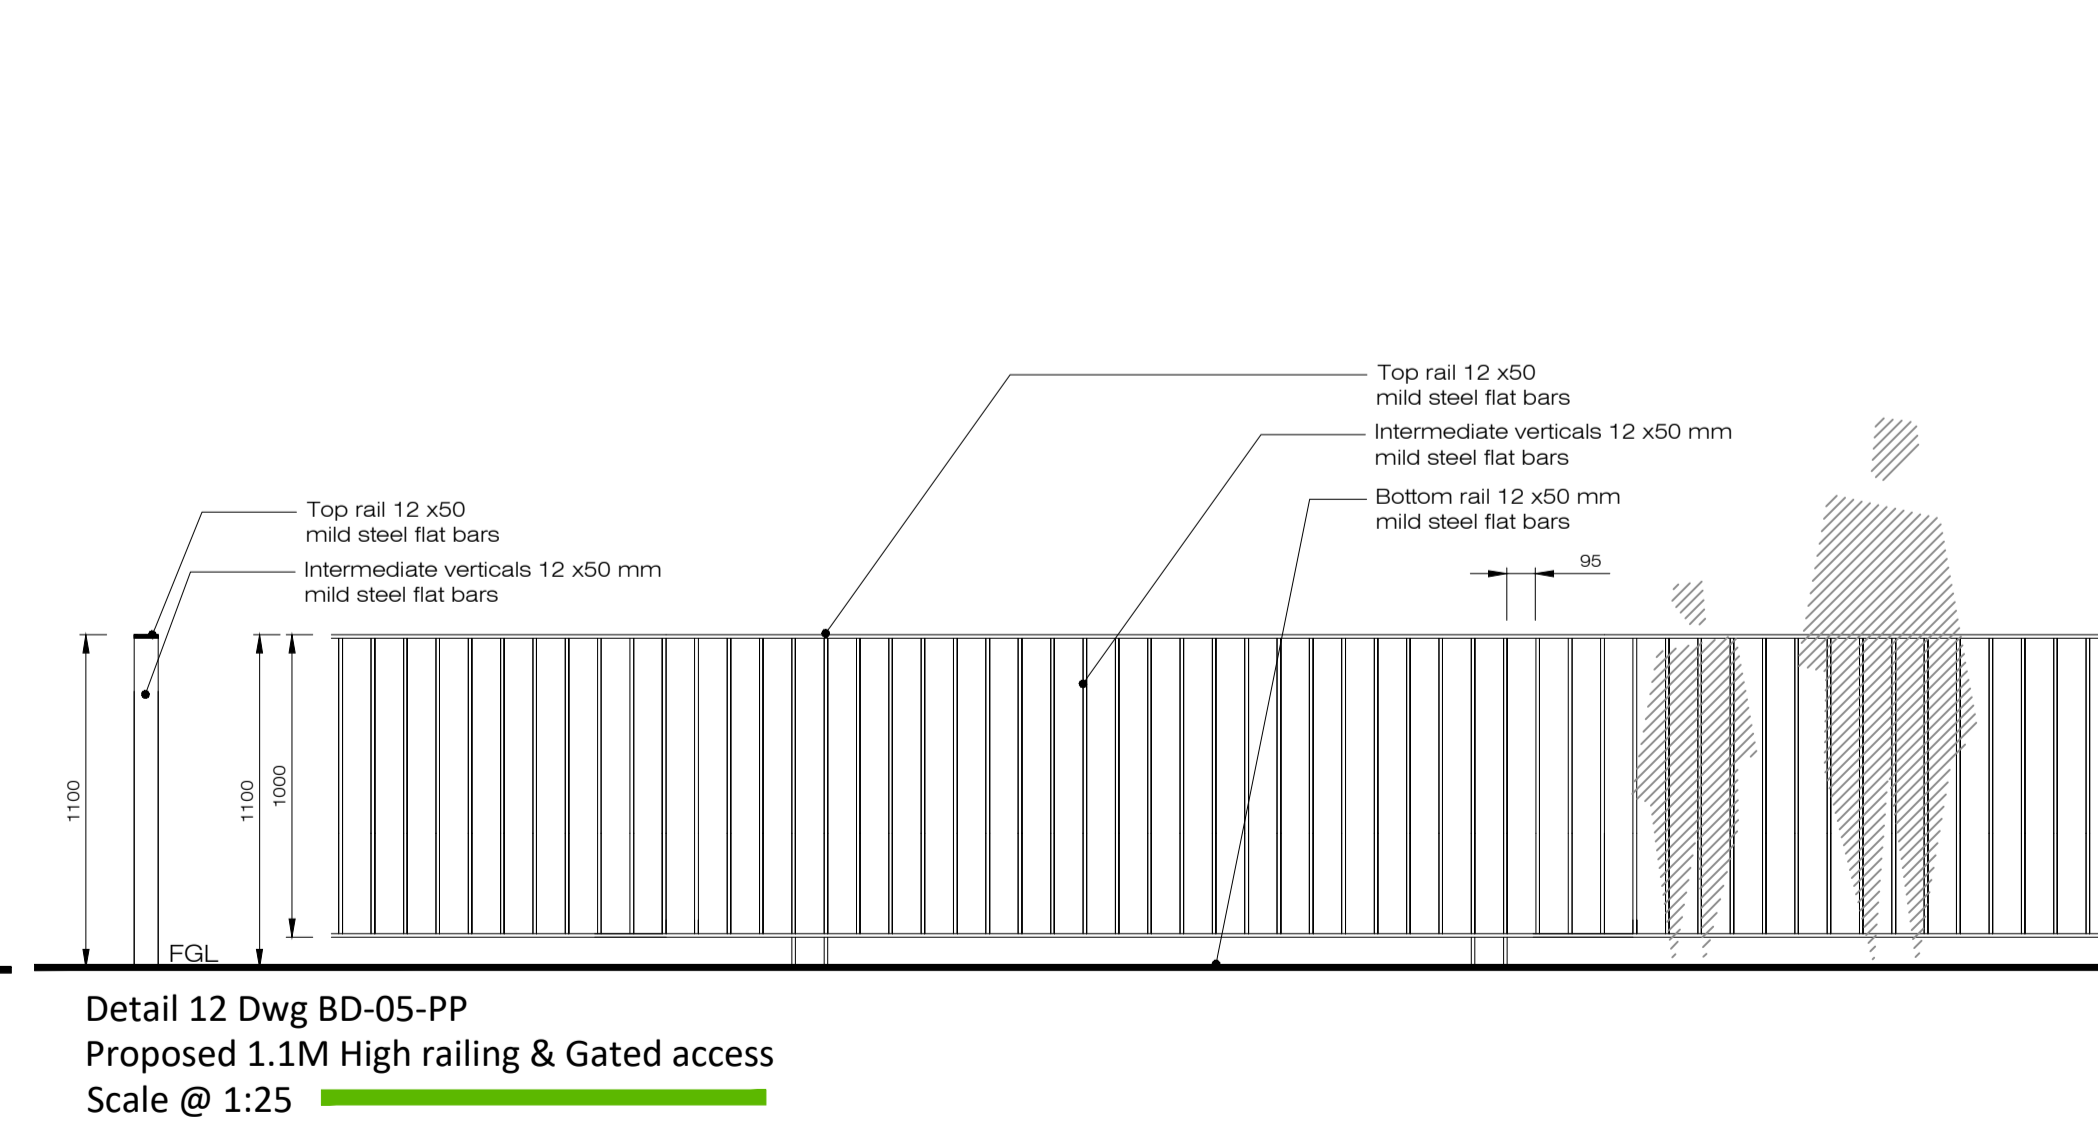 Top rail 12 x50
mild steel flat bars
Intermediate verticals 12 x50 mm
mild steel flat bars
Bottom rail 12 x50 mm
mild steel flat bars
Top rail 12 x50
mild steel flat bars
Intermediate verticals 12 x50 mm
mild steel flat bars
95
1100
1100
1000
FGL
Detail 12 Dwg BD-05-PP
Proposed 1.1M High railing & Gated access
Scale @ 1:25